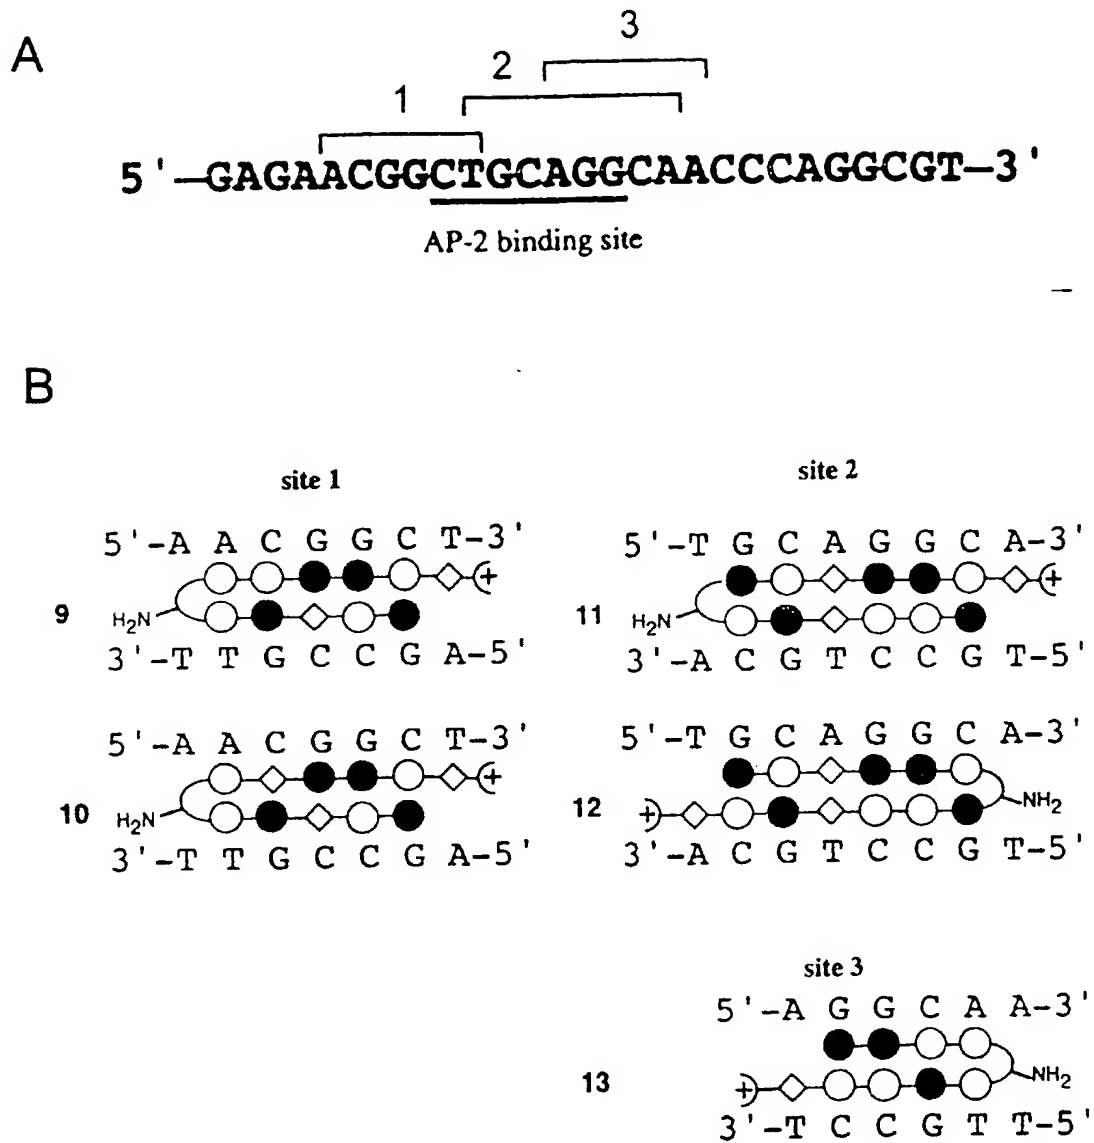 A
3
2
1
5'—GAGAACGGCTGCAGGCAACCCAGGCGT—3'
AP-2 binding site
B
site 1
5'-A A C G G C T-3'
+
9
H₂N
3'-T T G C C G A-5'
5'-A A C G G C T-3'
+
10
H₂N
3'-T T G C C G A-5'
site 2
5'-T G C A G G C A-3'
+
11
H₂N
3'-A C G T C C G T-5'
5'-T G C A G G C A-3'
12
+
NH₂
3'-A C G T C C G T-5'
site 3
5'-A G G C A A-3'
13
+
NH₂
3'-T C C G T T-5'